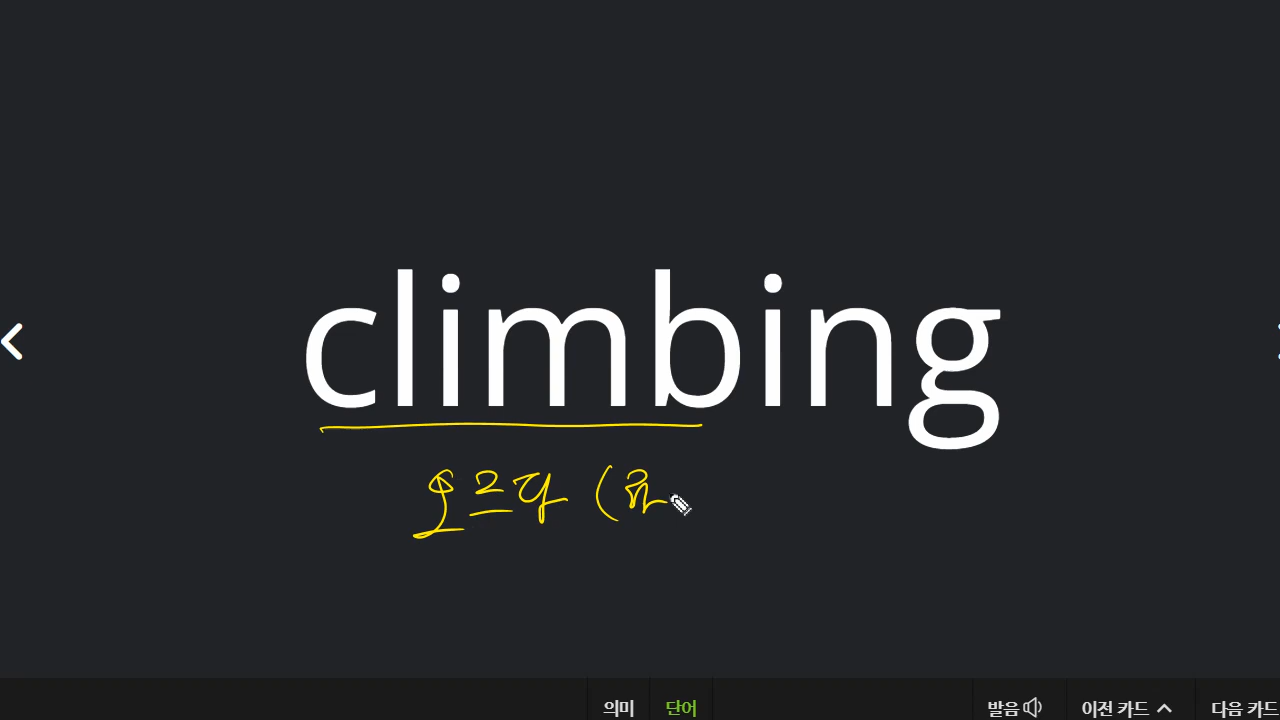 climbing
오르다 (
의미 단어 발음 이전 카드 다음 카드